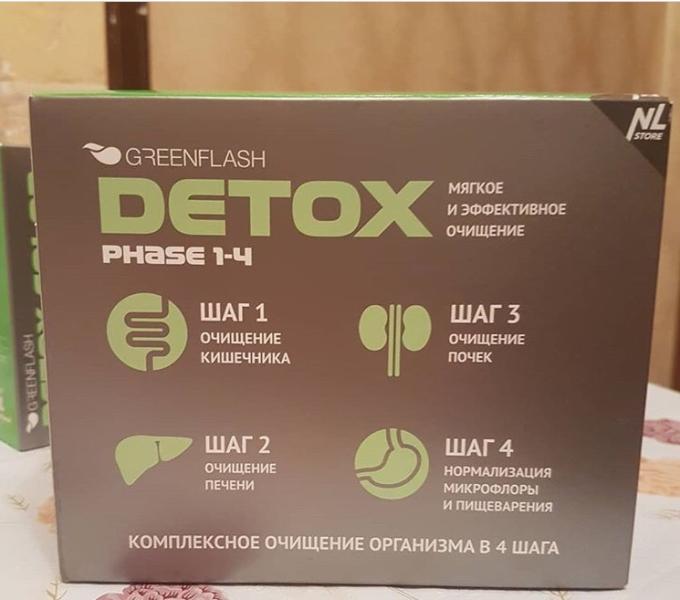 NL
STORE
GREENFLASH
DETOX
PHASE 1-4
МЯГКОЕ
И ЭФФЕКТИВНОЕ
ОЧИЩЕНИЕ
ШАГ 1
ОЧИЩЕНИЕ
КИШЕЧНИКА
ШАГ 3
ОЧИЩЕНИЕ
ПОЧЕК
ШАГ 2
ОЧИЩЕНИЕ
ПЕЧЕНИ
ШАГ 4
НОРМАЛИЗАЦИЯ
МИКРОФЛОРЫ
И ПИЩЕВАРЕНИЯ
КОМПЛЕКСНОЕ ОЧИЩЕНИЕ ОРГАНИЗМА В 4 ШАГА
GREENFLASH